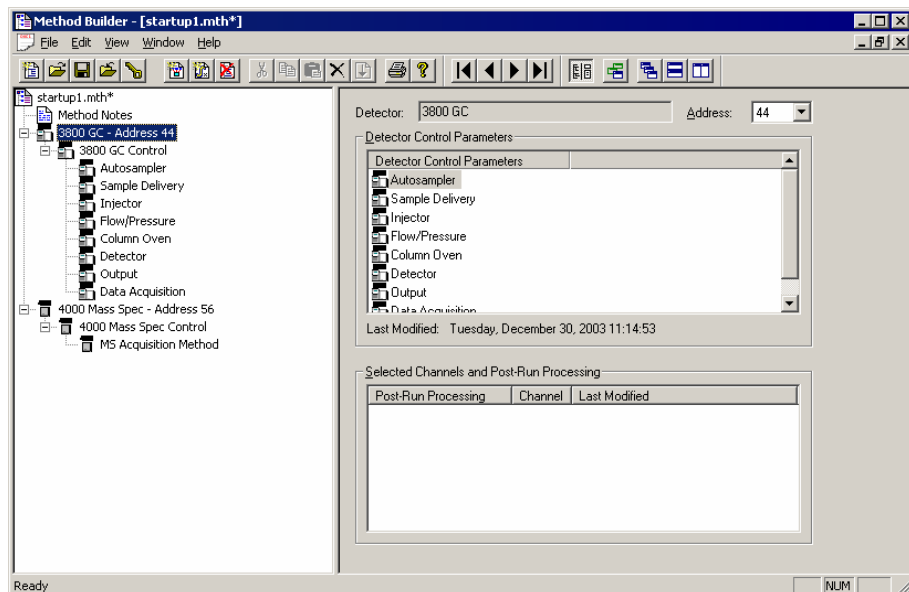 Method Builder - [startup1.mth*]
File Edit View Window Help
startup1.mth*
Method Notes
3800 GC - Address 44
3800 GC Control
Autosampler
Sample Delivery
Injector
Flow/Pressure
Column Oven
Detector
Output
Data Acquisition
4000 Mass Spec - Address 56
4000 Mass Spec Control
MS Acquisition Method
Detector: 3800 GC Address: 44
Detector Control Parameters
Detector Control Parameters
Autosampler
Sample Delivery
Injector
Flow/Pressure
Column Oven
Detector
Output
Data Acquisition
Last Modified: Tuesday, December 30, 2003 11:14:53
Selected Channels and Post-Run Processing
Post-Run Processing Channel Last Modified
Ready NUM